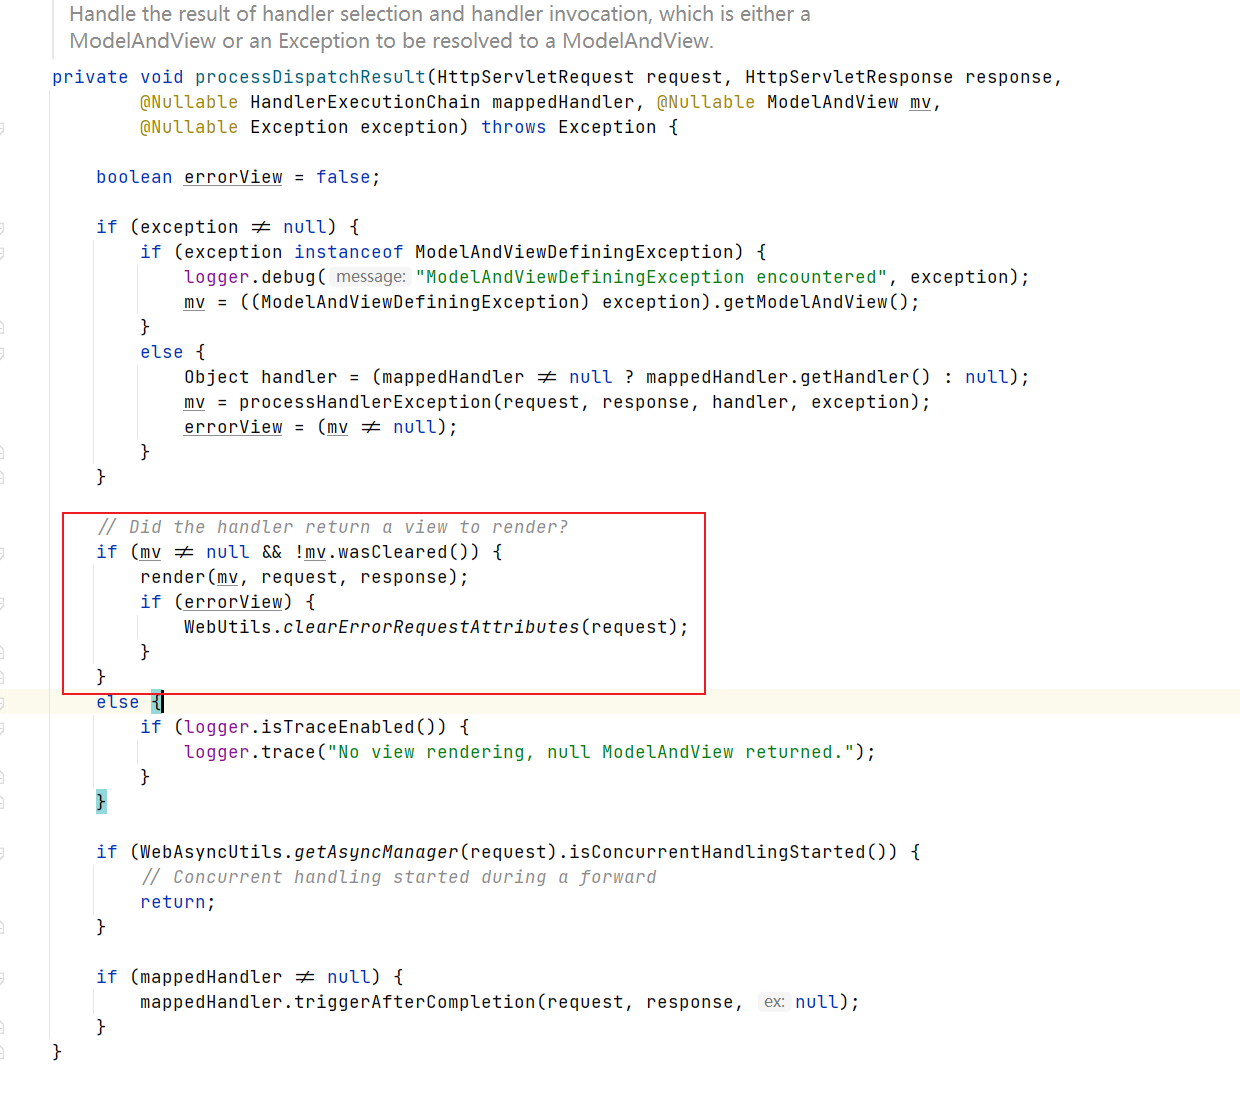 Handle the result of handler selection and handler invocation, which is either a
ModelAndView or an Exception to be resolved to a ModelAndView.
private void processDispatchResult(HttpServletRequest request, HttpServletResponse response,
@Nullable HandlerExecutionChain mappedHandler, @Nullable ModelAndView mv,
@Nullable Exception exception) throws Exception {
boolean errorView = false;
if (exception ≠ null) {
if (exception instanceof ModelAndViewDefiningException) {
logger.debug( message: "ModelAndViewDefiningException encountered", exception);
mv = ((ModelAndViewDefiningException) exception).getModelAndView();
}
else {
Object handler = (mappedHandler ≠ null ? mappedHandler.getHandler() : null);
mv = processHandlerException(request, response, handler, exception);
errorView = (mv ≠ null);
}
}
// Did the handler return a view to render?
if (mv ≠ null && !mv.wasCleared()) {
render(mv, request, response);
if (errorView) {
WebUtils.clearErrorRequestAttributes(request);
}
}
else {
if (logger.isTraceEnabled()) {
logger.trace("No view rendering, null ModelAndView returned.");
}
}
if (WebAsyncUtils.getAsyncManager(request).isConcurrentHandlingStarted()) {
// Concurrent handling started during a forward
return;
}
if (mappedHandler ≠ null) {
mappedHandler.triggerAfterCompletion(request, response, ex: null);
}
}